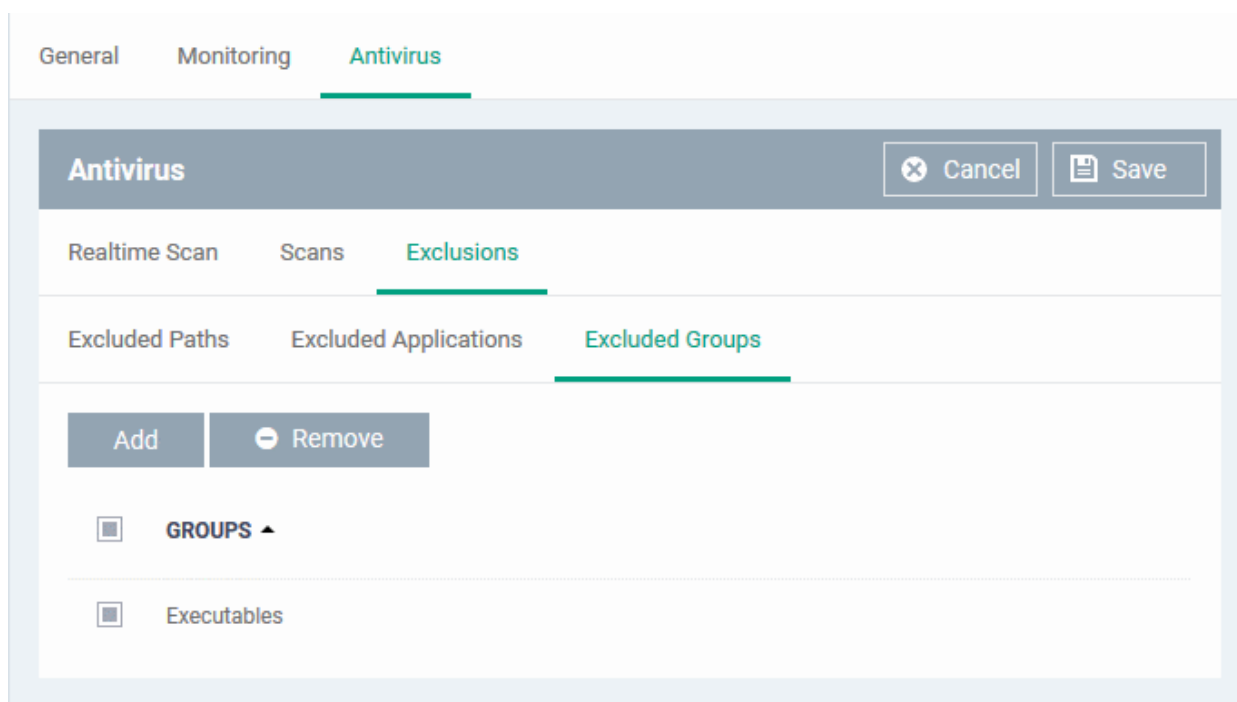 General Monitoring Antivirus
Antivirus Cancel Save
Realtime Scan Scans Exclusions
Excluded Paths Excluded Applications Excluded Groups
Add Remove
GROUPS
Executables